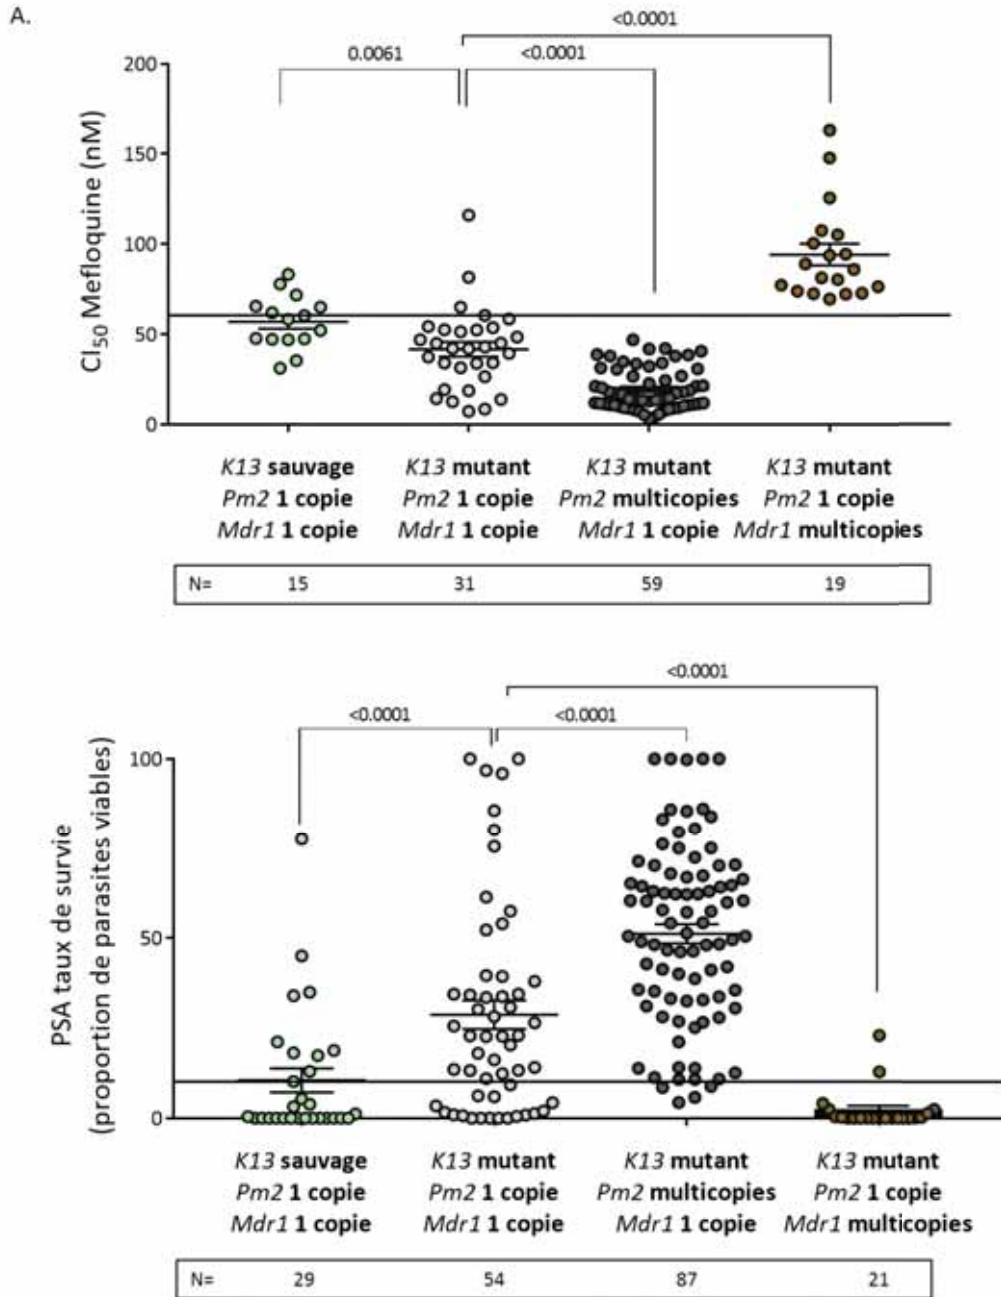 A.
<0.0001
0.0061
<0.0001
200
150
100
50
0
CI50 Mefloquine (nM)
K13 sauvage
Pm2 1 copie
Mdr1 1 copie
K13 mutant
Pm2 1 copie
Mdr1 1 copie
K13 mutant
Pm2 multicopies
Mdr1 1 copie
K13 mutant
Pm2 1 copie
Mdr1 multicopies
N= 15 31 59 19
<0.0001
<0.0001
<0.0001
100
50
0
PSA taux de survie
(proportion de parasites viables)
K13 sauvage
Pm2 1 copie
Mdr1 1 copie
K13 mutant
Pm2 1 copie
Mdr1 1 copie
K13 mutant
Pm2 multicopies
Mdr1 1 copie
K13 mutant
Pm2 1 copie
Mdr1 multicopies
N= 29 54 87 21